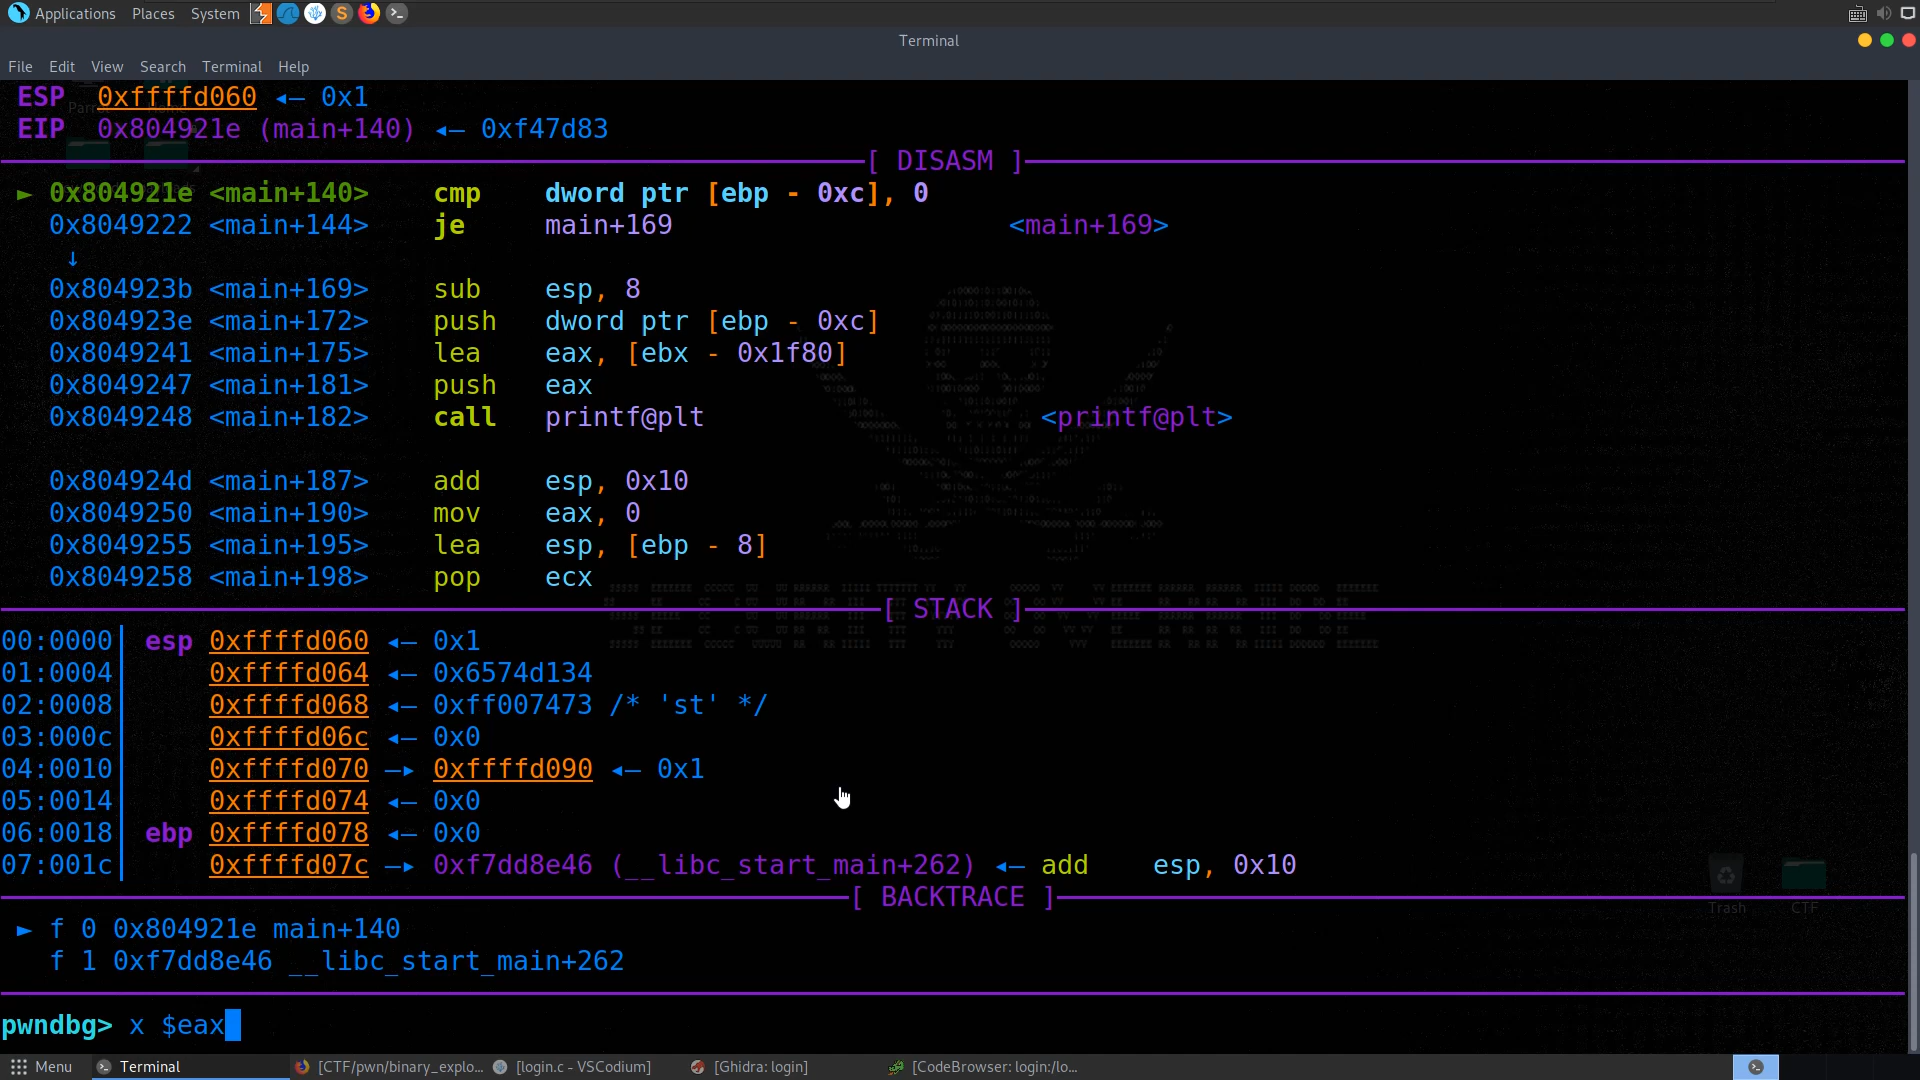 Applications Places System
Terminal
File Edit View Search Terminal Help
ESP 0xffffd060 ◂— 0x1
EIP 0x804921e (main+140) ◂— 0xf47d83
[ DISASM ]
► 0x804921e <main+140> cmp dword ptr [ebp - 0xc], 0
0x8049222 <main+144> je main+169 <main+169>
↓
0x804923b <main+169> sub esp, 8
0x804923e <main+172> push dword ptr [ebp - 0xc]
0x8049241 <main+175> lea eax, [ebx - 0x1f80]
0x8049247 <main+181> push eax
0x8049248 <main+182> call printf@plt <printf@plt>
0x804924d <main+187> add esp, 0x10
0x8049250 <main+190> mov eax, 0
0x8049255 <main+195> lea esp, [ebp - 8]
0x8049258 <main+198> pop ecx
[ STACK ]
00:0000│ esp 0xffffd060 ◂— 0x1
01:0004│ 0xffffd064 ◂— 0x6574d134
02:0008│ 0xffffd068 ◂— 0xff007473 /* 'st' */
03:000c│ 0xffffd06c ◂— 0x0
04:0010│ 0xffffd070 —▸ 0xffffd090 ◂— 0x1
05:0014│ 0xffffd074 ◂— 0x0
06:0018│ ebp 0xffffd078 ◂— 0x0
07:001c│ 0xffffd07c —▸ 0xf7dd8e46 (__libc_start_main+262) ◂— add esp, 0x10
[ BACKTRACE ]
► f 0 0x804921e main+140
f 1 0xf7dd8e46 __libc_start_main+262
Trash CTF
pwndbg> x $eax
Menu Terminal [CTF/pwn/binary_explo... [login.c - VSCodium] [Ghidra: login] [CodeBrowser: login:/lo...